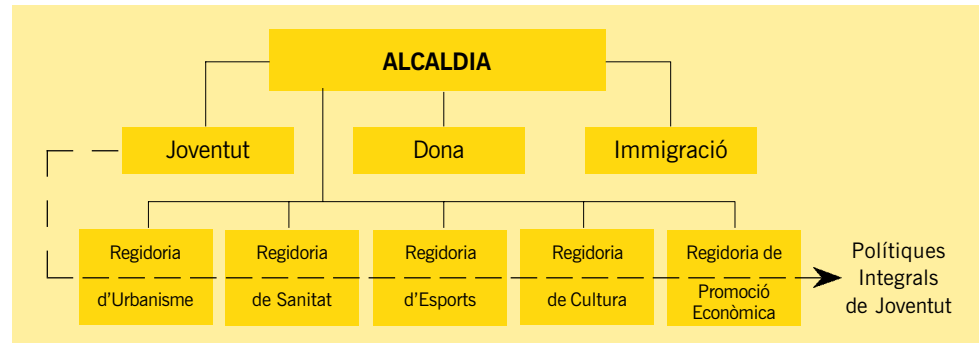 ALCALDIA
Joventut
Dona
Immigració
Regidoria
d'Urbanisme
Regidoria
de Sanitat
Regidoria
d'Esports
Regidoria
de Cultura
Regidoria de
Promoció
Econòmica
Polítiques
Integrals
de Joventut